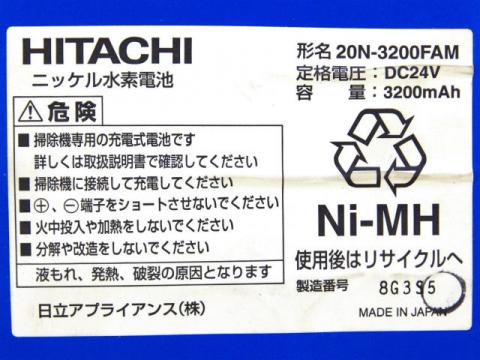 HITACHI
ニッケル水素電池
形名 20N-3200FAM
定格電圧：DC24V
容　量：3200mAh
危険
■掃除機専用の充電式電池です
詳しくは取扱説明書で確認してください
■掃除機に接続して充電してください
■⊕、⊖端子をショートさせないでください
■火中投入や加熱をしないでください
■分解や改造をしないでください
液もれ、発熱、破裂の原因となります
Ni-MH
使用後はリサイクルへ
製造番号 8G3S5
日立アプライアンス（株）
MADE IN JAPAN